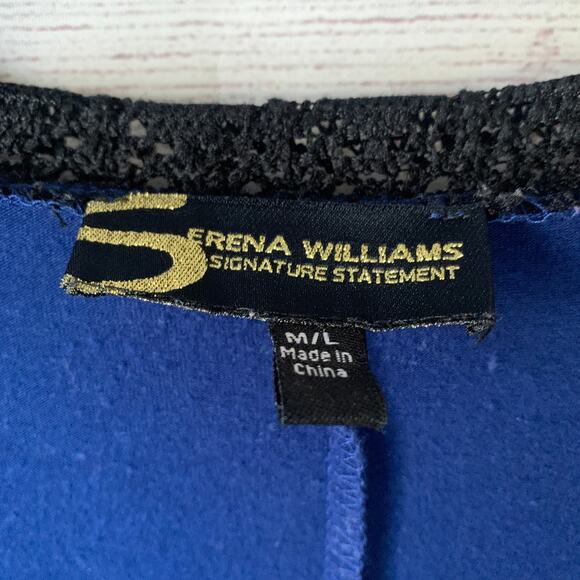 SERENA WILLIAMS
SIGNATURE STATEMENT
M/L
Made in
China